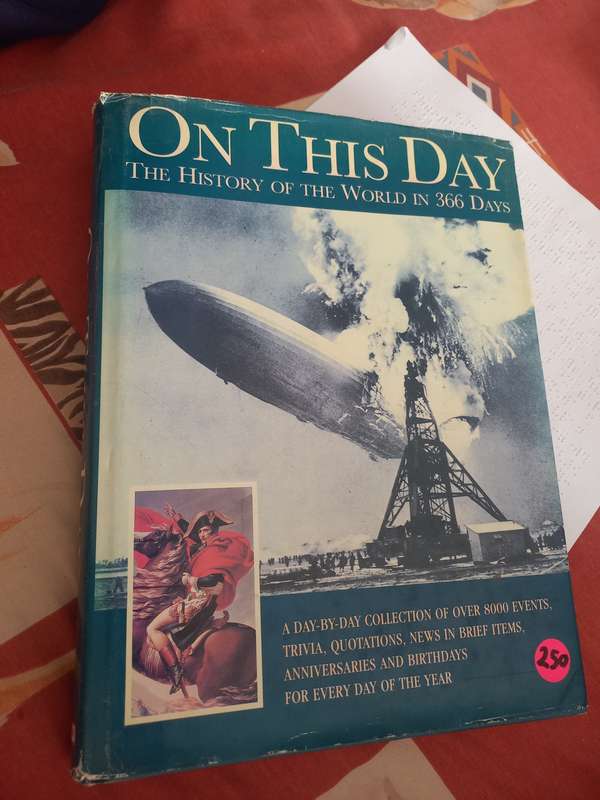 ON THIS DAY
THE HISTORY OF THE WORLD IN 366 DAYS
A DAY-BY-DAY COLLECTION OF OVER 8000 EVENTS,
TRIVIA, QUOTATIONS, NEWS IN BRIEF ITEMS,
ANNIVERSARIES AND BIRTHDAYS
FOR EVERY DAY OF THE YEAR
250